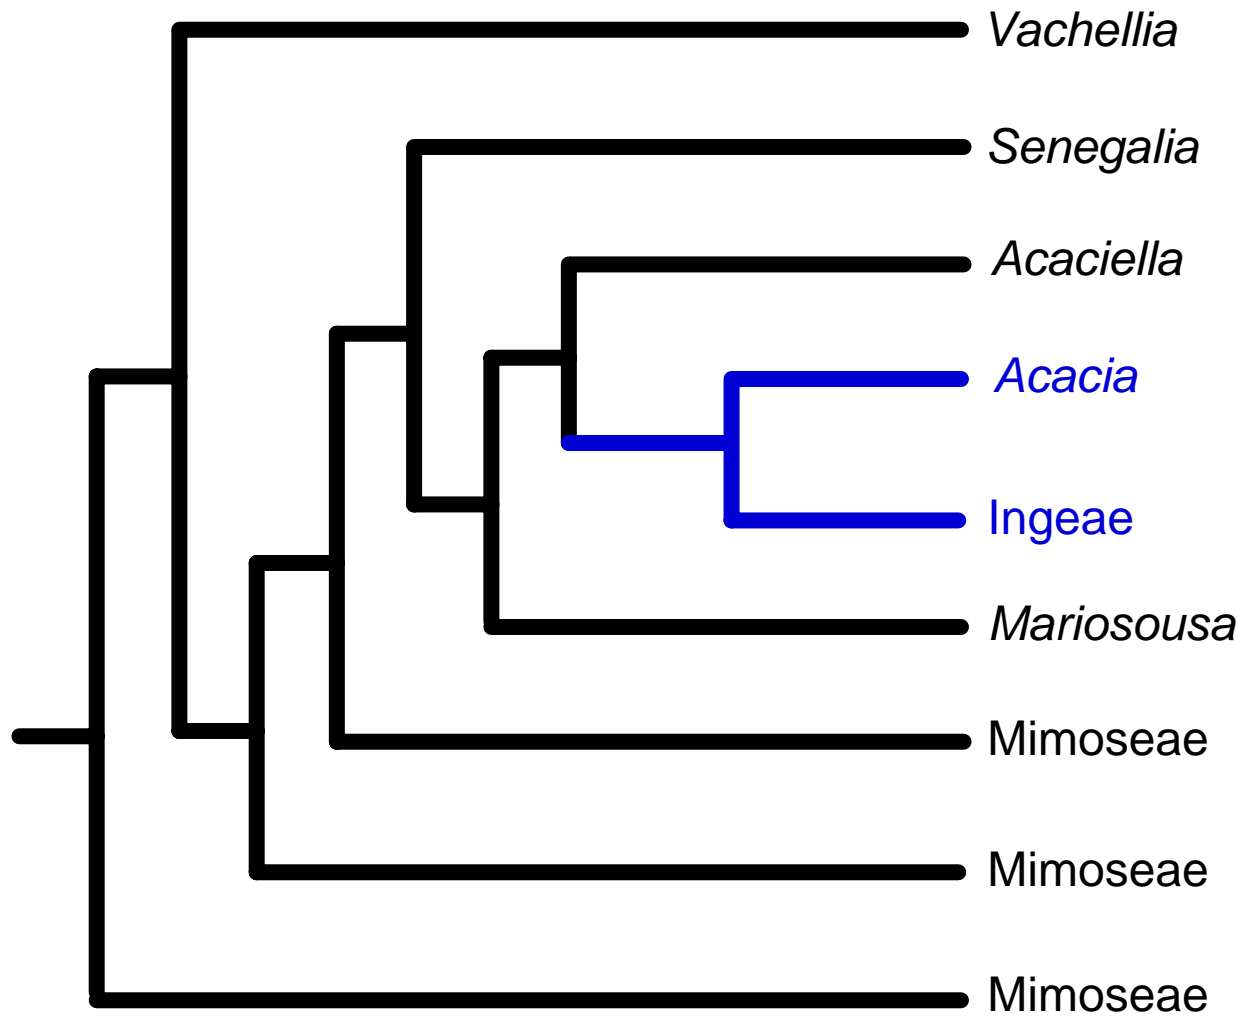 Vachellia
Senegalia
Acaciella
Acacia
Ingeae
Mariosousa
Mimoseae
Mimoseae
Mimoseae